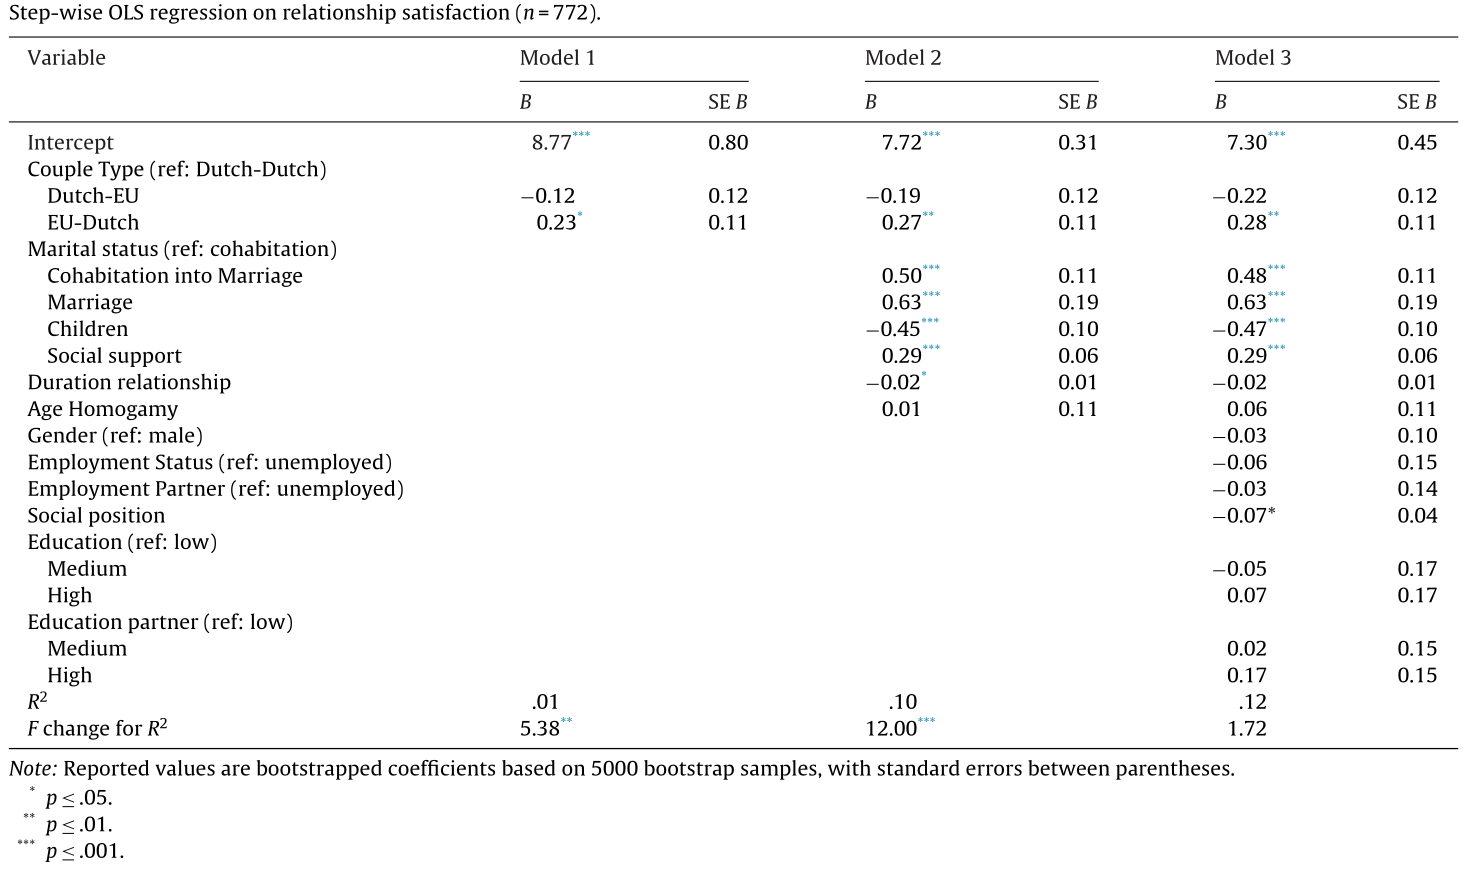 Step-wise OLS regression on relationship satisfaction (n = 772).
Variable Model 1 Model 2 Model 3
B SE B B SE B B SE B
Intercept 8.77*** 0.80 7.72*** 0.31 7.30*** 0.45
Couple Type (ref: Dutch-Dutch)
Dutch-EU −0.12 0.12 −0.19 0.12 −0.22 0.12
EU-Dutch 0.23* 0.11 0.27** 0.11 0.28** 0.11
Marital status (ref: cohabitation)
Cohabitation into Marriage 0.50*** 0.11 0.48*** 0.11
Marriage 0.63*** 0.19 0.63*** 0.19
Children −0.45*** 0.10 −0.47*** 0.10
Social support 0.29*** 0.06 0.29*** 0.06
Duration relationship −0.02* 0.01 −0.02 0.01
Age Homogamy 0.01 0.11 0.06 0.11
Gender (ref: male) −0.03 0.10
Employment Status (ref: unemployed) −0.06 0.15
Employment Partner (ref: unemployed) −0.03 0.14
Social position −0.07* 0.04
Education (ref: low)
Medium −0.05 0.17
High 0.07 0.17
Education partner (ref: low)
Medium 0.02 0.15
High 0.17 0.15
R² .01 .10 .12
F change for R² 5.38** 12.00*** 1.72
Note: Reported values are bootstrapped coefficients based on 5000 bootstrap samples, with standard errors between parentheses.
* p ≤ .05.
** p ≤ .01.
*** p ≤ .001.